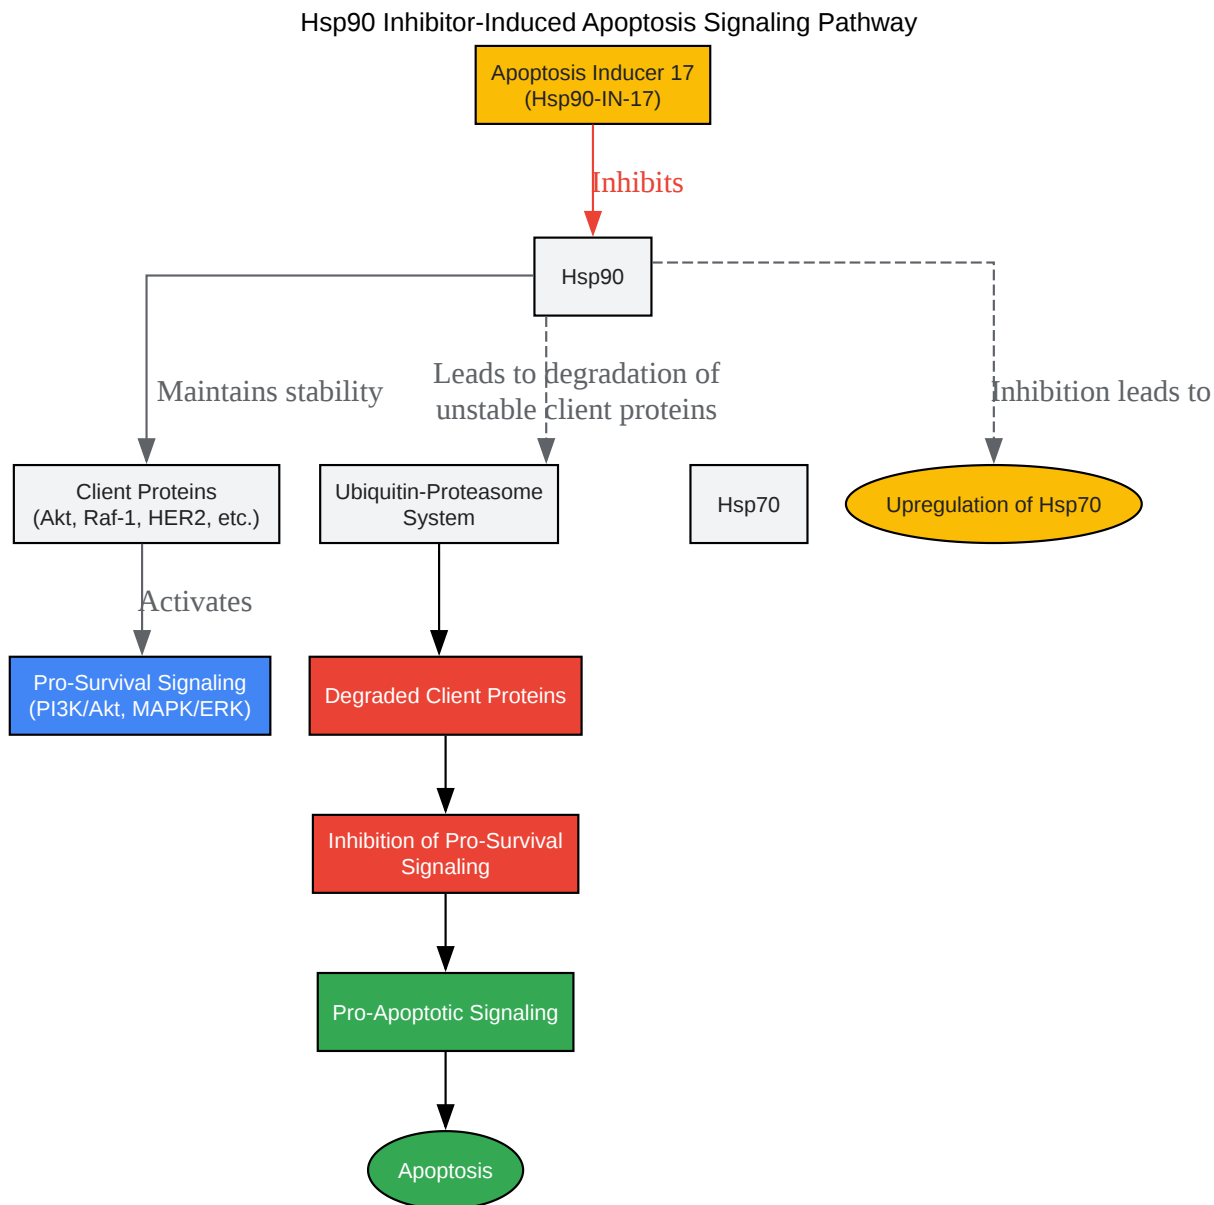 Hsp90 Inhibitor-Induced Apoptosis Signaling Pathway
Apoptosis Inducer 17
(Hsp90-IN-17)
Inhibits
Hsp90
Maintains stability
Leads to degradation of
unstable client proteins
Inhibition leads to
Client Proteins
(Akt, Raf-1, HER2, etc.)
Ubiquitin-Proteasome
System
Hsp70
Upregulation of Hsp70
Activates
Pro-Survival Signaling
(PI3K/Akt, MAPK/ERK)
Degraded Client Proteins
Inhibition of Pro-Survival
Signaling
Pro-Apoptotic Signaling
Apoptosis